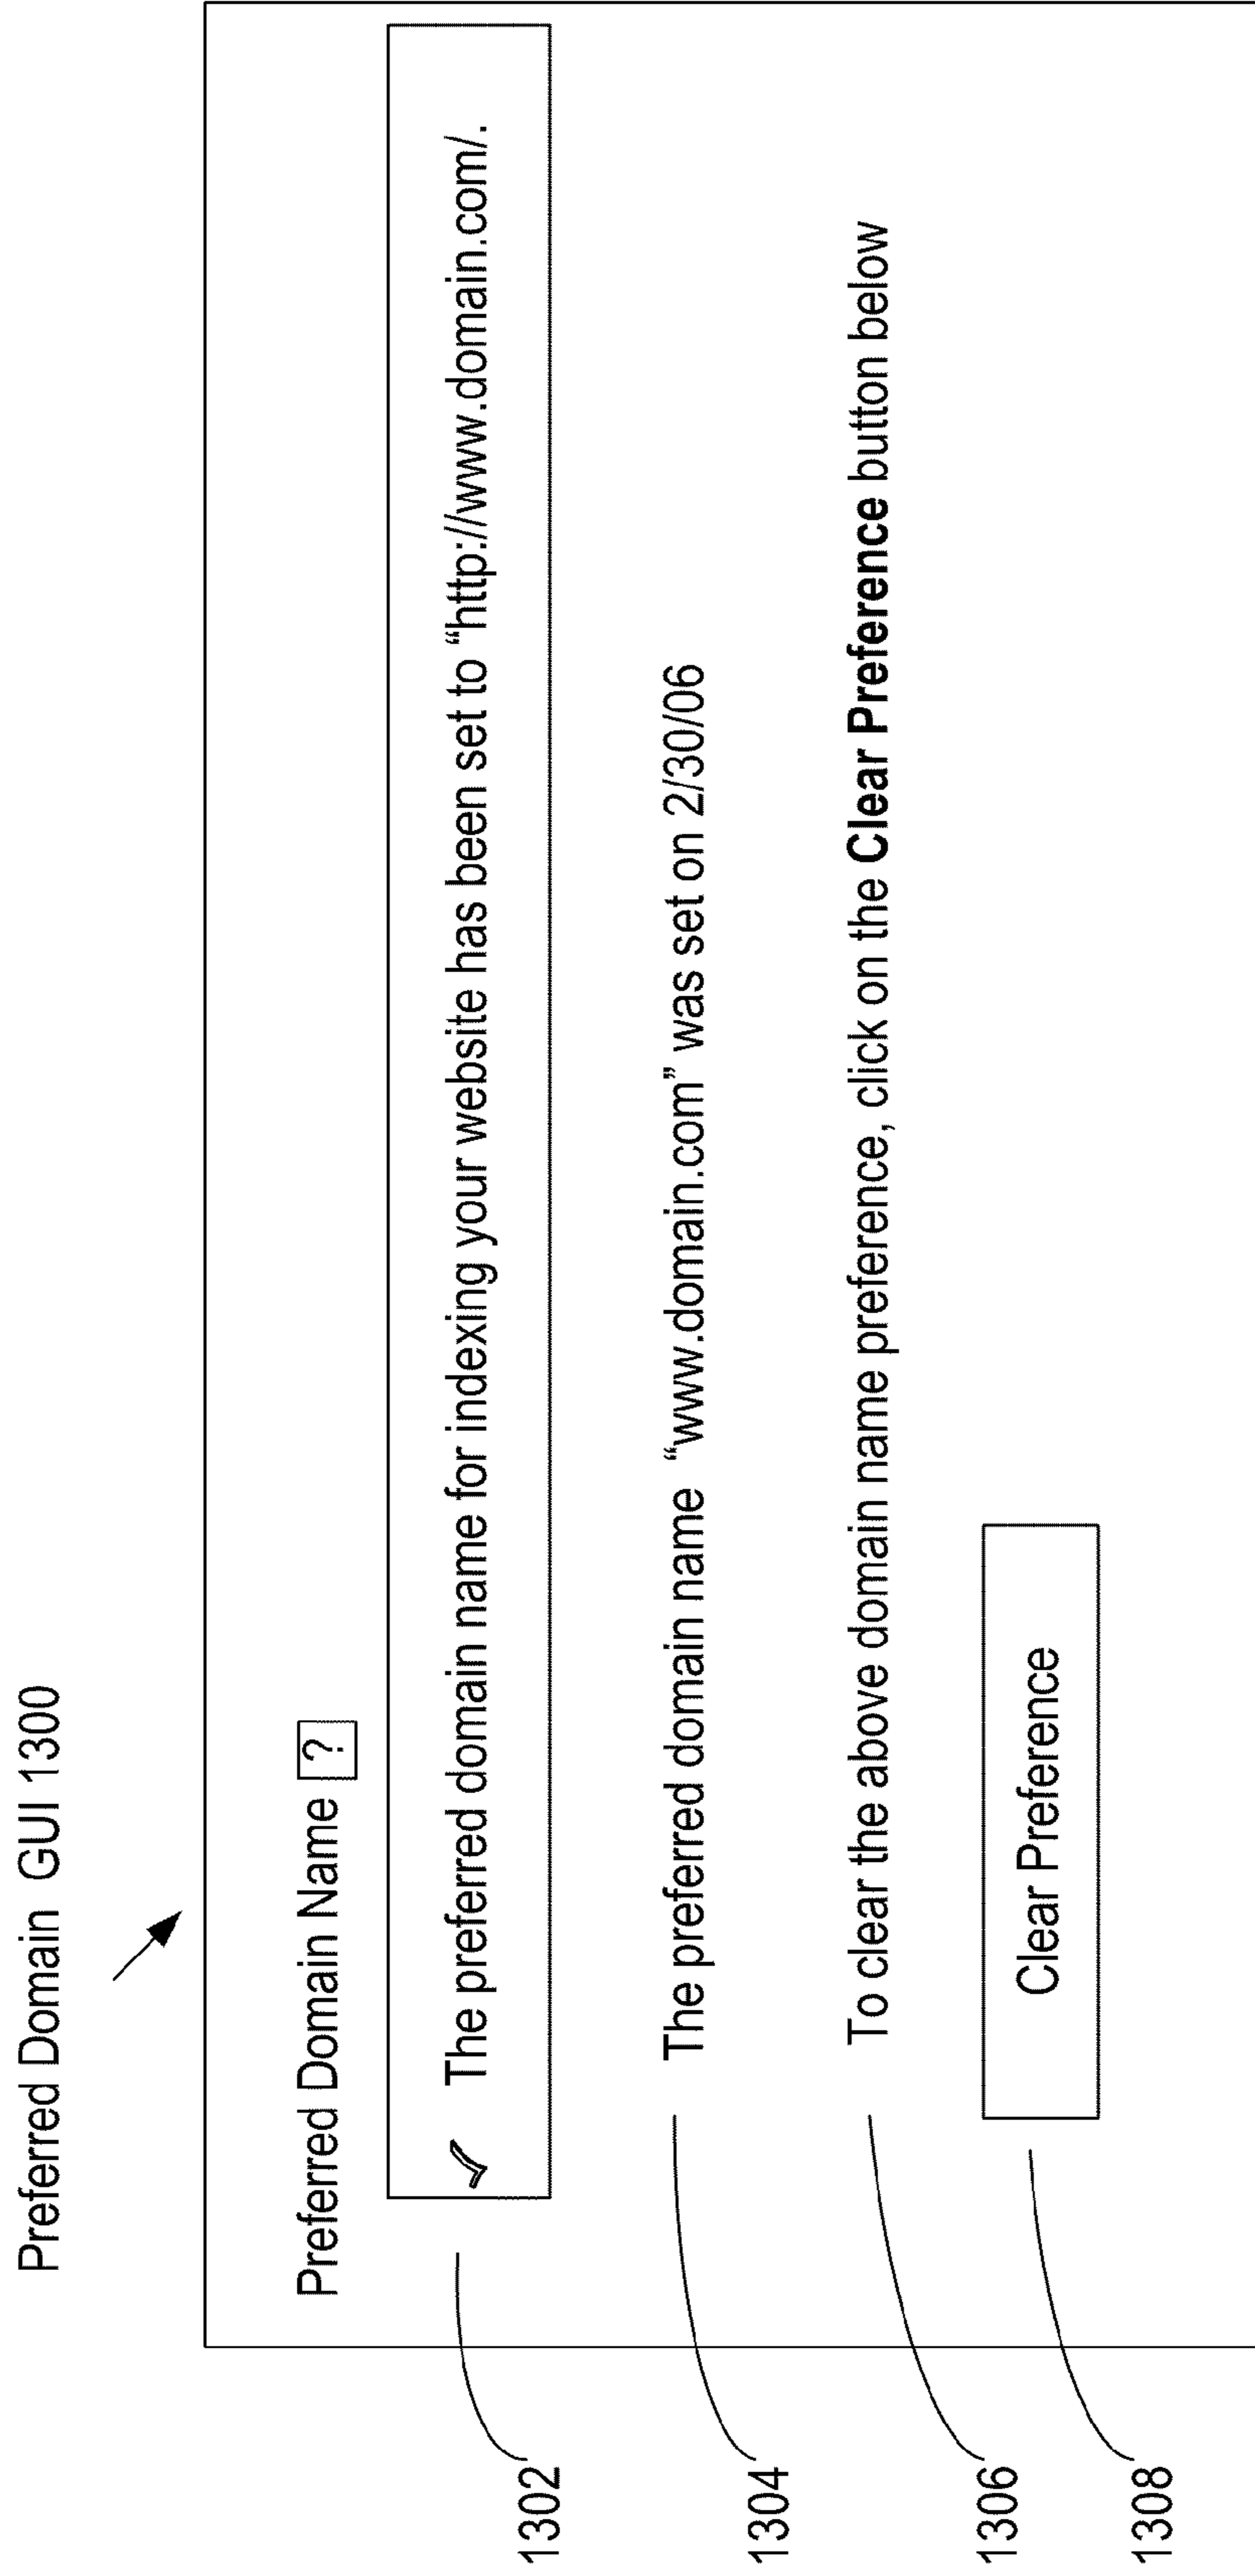 Preferred Domain GUI 1300
Preferred Domain Name ?
1302
✓ The preferred domain name for indexing your website has been set to “http://www.domain.com/.
1304
The preferred domain name “www.domain.com” was set on 2/30/06
1306
To clear the above domain name preference, click on the Clear Preference button below
1308
Clear Preference